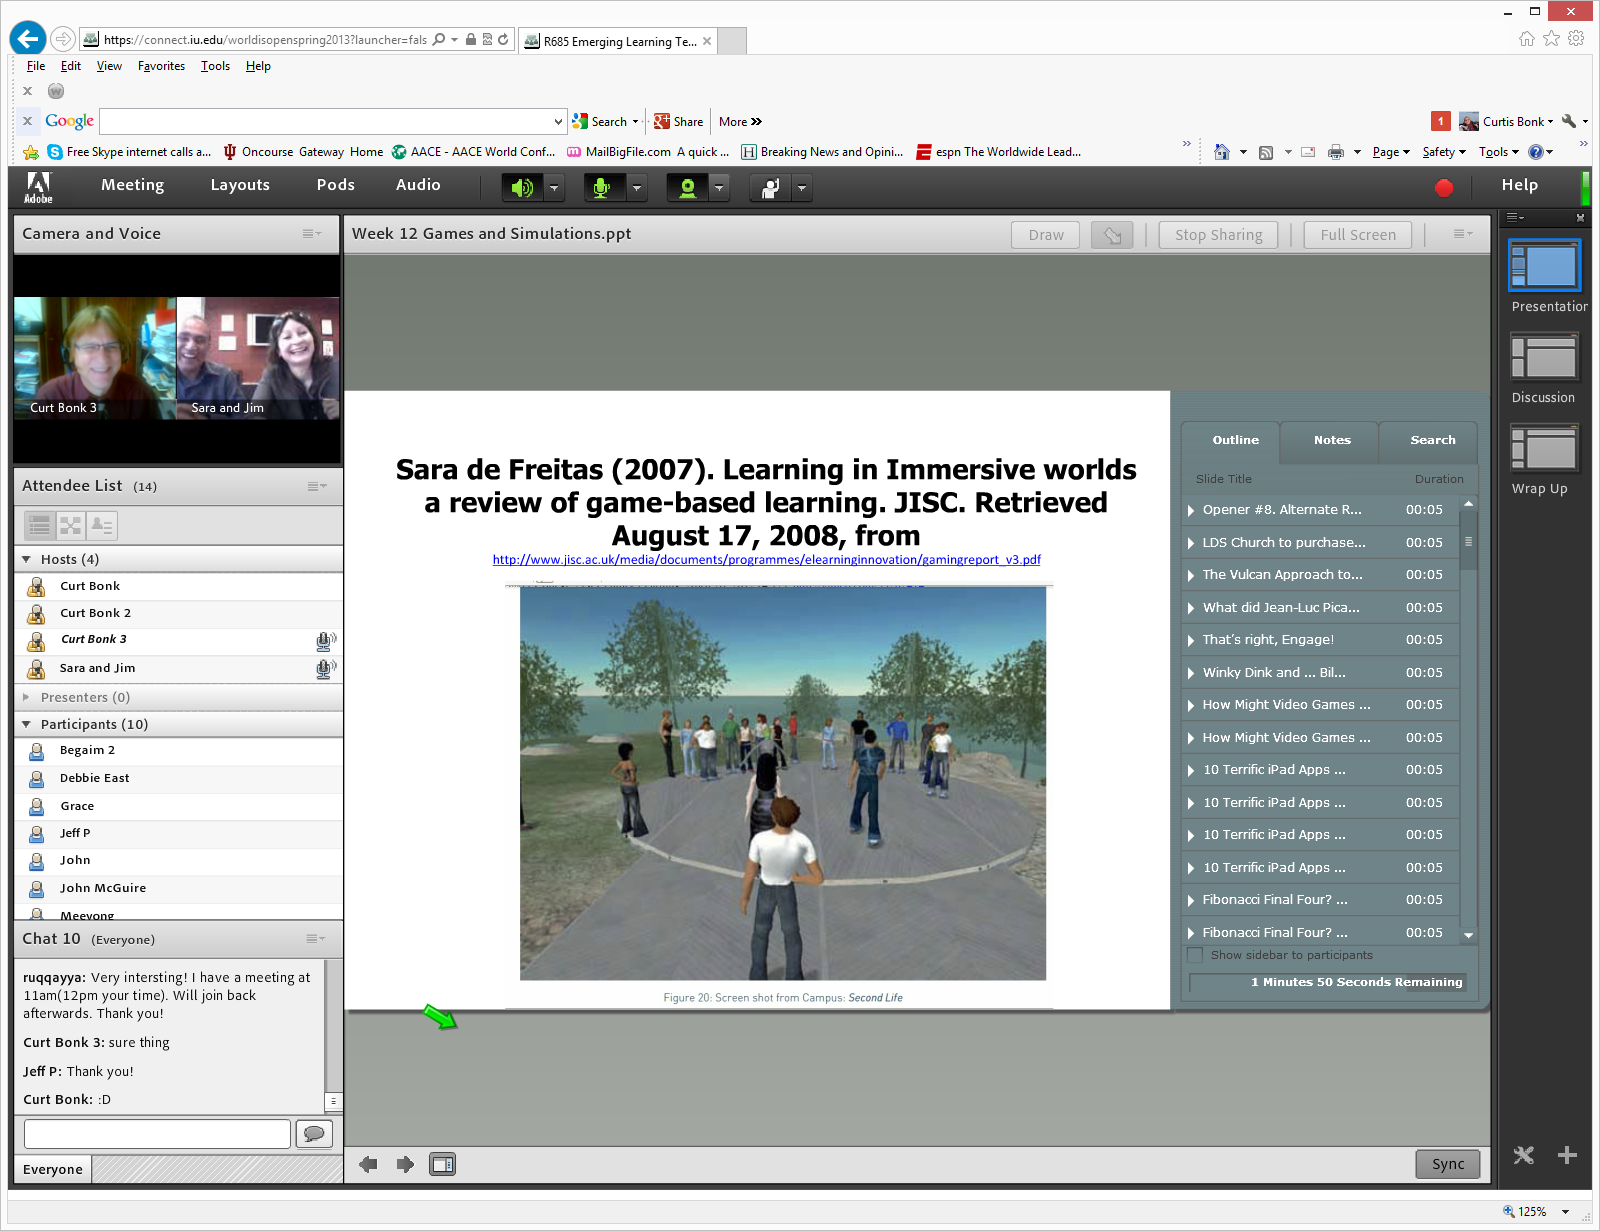 https://connect.iu.edu/worldisopenspring2013?launcher=fals
R685 Emerging Learning Te...
File Edit View Favorites Tools Help
Google
Search
Share
More
1
Curtis Bonk
Free Skype internet calls a...
Oncourse Gateway Home
AACE - AACE World Conf...
MailBigFile.com A quick ...
Breaking News and Opini...
espn The Worldwide Lead...
Page Safety Tools
Adobe
Meeting Layouts Pods Audio
Help
Camera and Voice
Curt Bonk 3
Sara and Jim
Attendee List (14)
Hosts (4)
Curt Bonk
Curt Bonk 2
Curt Bonk 3
Sara and Jim
Presenters (0)
Participants (10)
Begaim 2
Debbie East
Grace
Jeff P
John
John McGuire
Meeyong
Chat 10 (Everyone)
ruqqayya: Very intersting! I have a meeting at
11am(12pm your time). Will join back
afterwards. Thank you!
Curt Bonk 3: sure thing
Jeff P: Thank you!
Curt Bonk: :D
Everyone
Week 12 Games and Simulations.ppt
Draw
Stop Sharing
Full Screen
Sara de Freitas (2007). Learning in Immersive worlds
a review of game-based learning. JISC. Retrieved
August 17, 2008, from
http://www.jisc.ac.uk/media/documents/programmes/elearninginnovation/gamingreport_v3.pdf
Figure 20: Screen shot from Campus: Second Life
Outline Notes Search
Slide Title Duration
Opener #8. Alternate R... 00:05
LDS Church to purchase... 00:05
The Vulcan Approach to... 00:05
What did Jean-Luc Pica... 00:05
That's right, Engage! 00:05
Winky Dink and ... Bil... 00:05
How Might Video Games ... 00:05
How Might Video Games ... 00:05
10 Terrific iPad Apps ... 00:05
10 Terrific iPad Apps ... 00:05
10 Terrific iPad Apps ... 00:05
10 Terrific iPad Apps ... 00:05
Fibonacci Final Four? ... 00:05
Fibonacci Final Four? ... 00:05
Show sidebar to participants
1 Minutes 50 Seconds Remaining
Sync
Presentation
Discussion
Wrap Up
125%